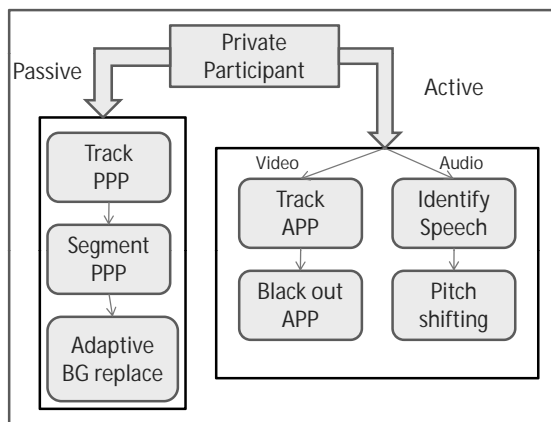 Private
Participant
Passive
Active
Track
PPP
Segment
PPP
Adaptive
BG replace
Video
Audio
Track
APP
Identify
Speech
Black out
APP
Pitch
shifting